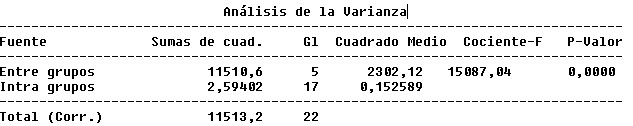 Análisis de la Varianza
Fuente Sumas de cuad. Gl Cuadrado Medio Cociente-F P-Valor
Entre grupos 11510,6 5 2302,12 15087,04 0,0000
Intra grupos 2,59402 17 0,152589
Total (Corr.) 11513,2 22